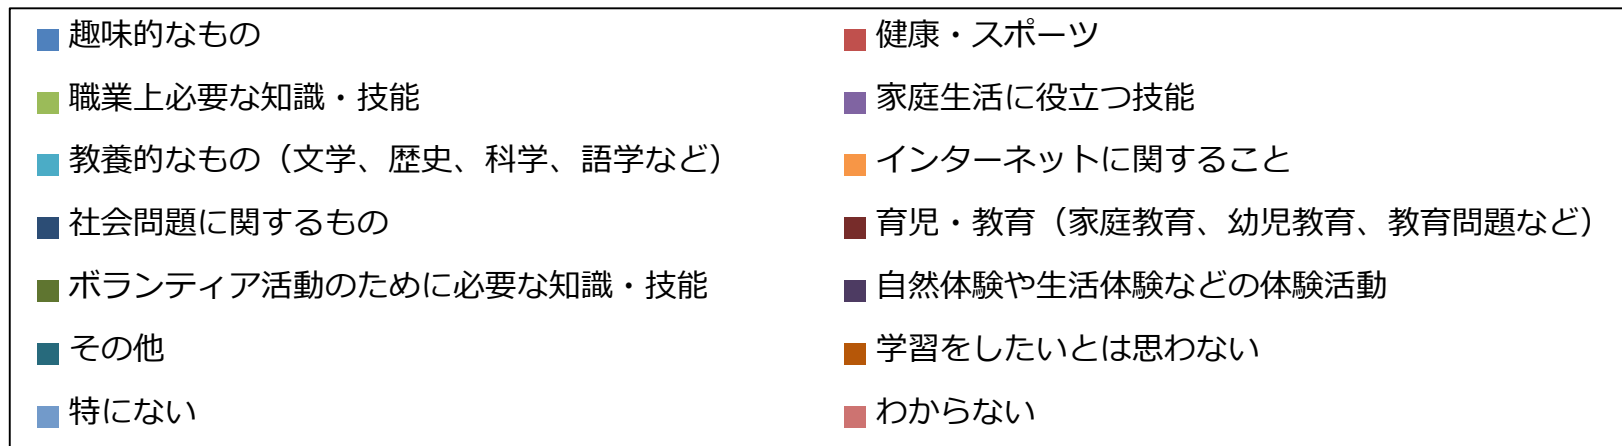 趣味的なもの 健康・スポーツ
職業上必要な知識・技能 家庭生活に役立つ技能
教養的なもの（文学、歴史、科学、語学など） インターネットに関すること
社会問題に関するもの 育児・教育（家庭教育、幼児教育、教育問題など）
ボランティア活動のために必要な知識・技能 自然体験や生活体験などの体験活動
その他 学習をしたいとは思わない
特にない わからない